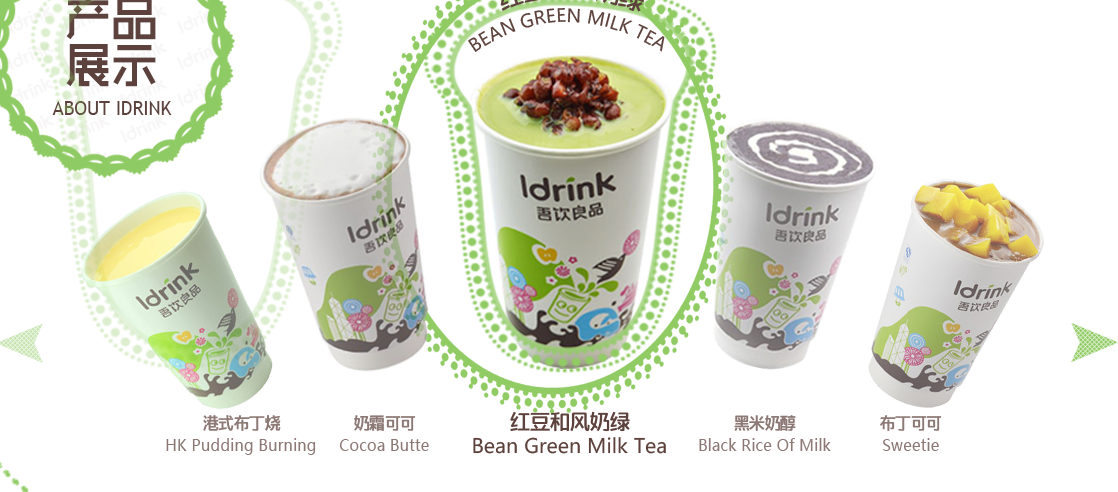 产品
展示
ABOUT IDRINK
BEAN GREEN MILK TEA
Idrink
吾饮良品
Idrink
吾饮良品
Idrink
吾饮良品
Idrink
吾饮良品
Idrink
吾饮良品
港式布丁烧
HK Pudding Burning
奶霜可可
Cocoa Butte
红豆和风奶绿
Bean Green Milk Tea
黑米奶醇
Black Rice Of Milk
布丁可可
Sweetie